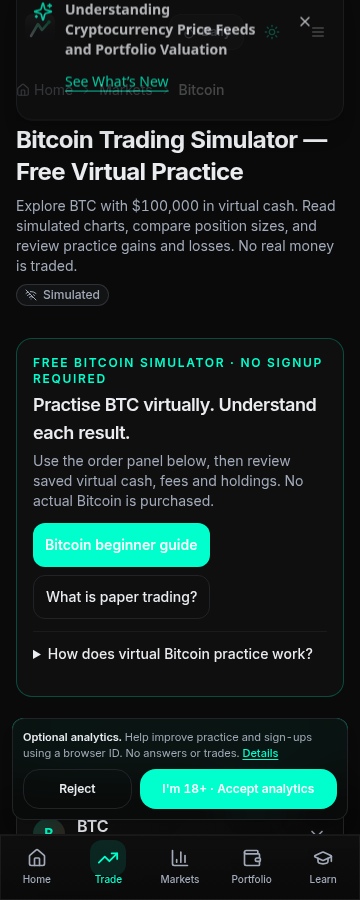 Understanding
Cryptocurrency Price Feeds
and Portfolio Valuation
See What's New
Home
Markets
Bitcoin
Bitcoin Trading Simulator —
Free Virtual Practice
Explore BTC with $100,000 in virtual cash. Read
simulated charts, compare position sizes, and
review practice gains and losses. No real money
is traded.
Simulated
FREE BITCOIN SIMULATOR · NO SIGNUP
REQUIRED
Practise BTC virtually. Understand
each result.
Use the order panel below, then review
saved virtual cash, fees and holdings. No
actual Bitcoin is purchased.
Bitcoin beginner guide
What is paper trading?
How does virtual Bitcoin practice work?
Optional analytics. Help improve practice and sign-ups
using a browser ID. No answers or trades. Details
Reject
I'm 18+ · Accept analytics
B
BTC
Home
Trade
Markets
Portfolio
Learn